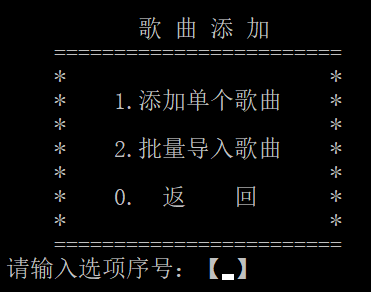 歌 曲 添 加
========================
*                      *
*    1.添加单个歌曲    *
*                      *
*    2.批量导入歌曲    *
*                      *
*    0.  返    回      *
*                      *
========================
请输入选项序号：【_】